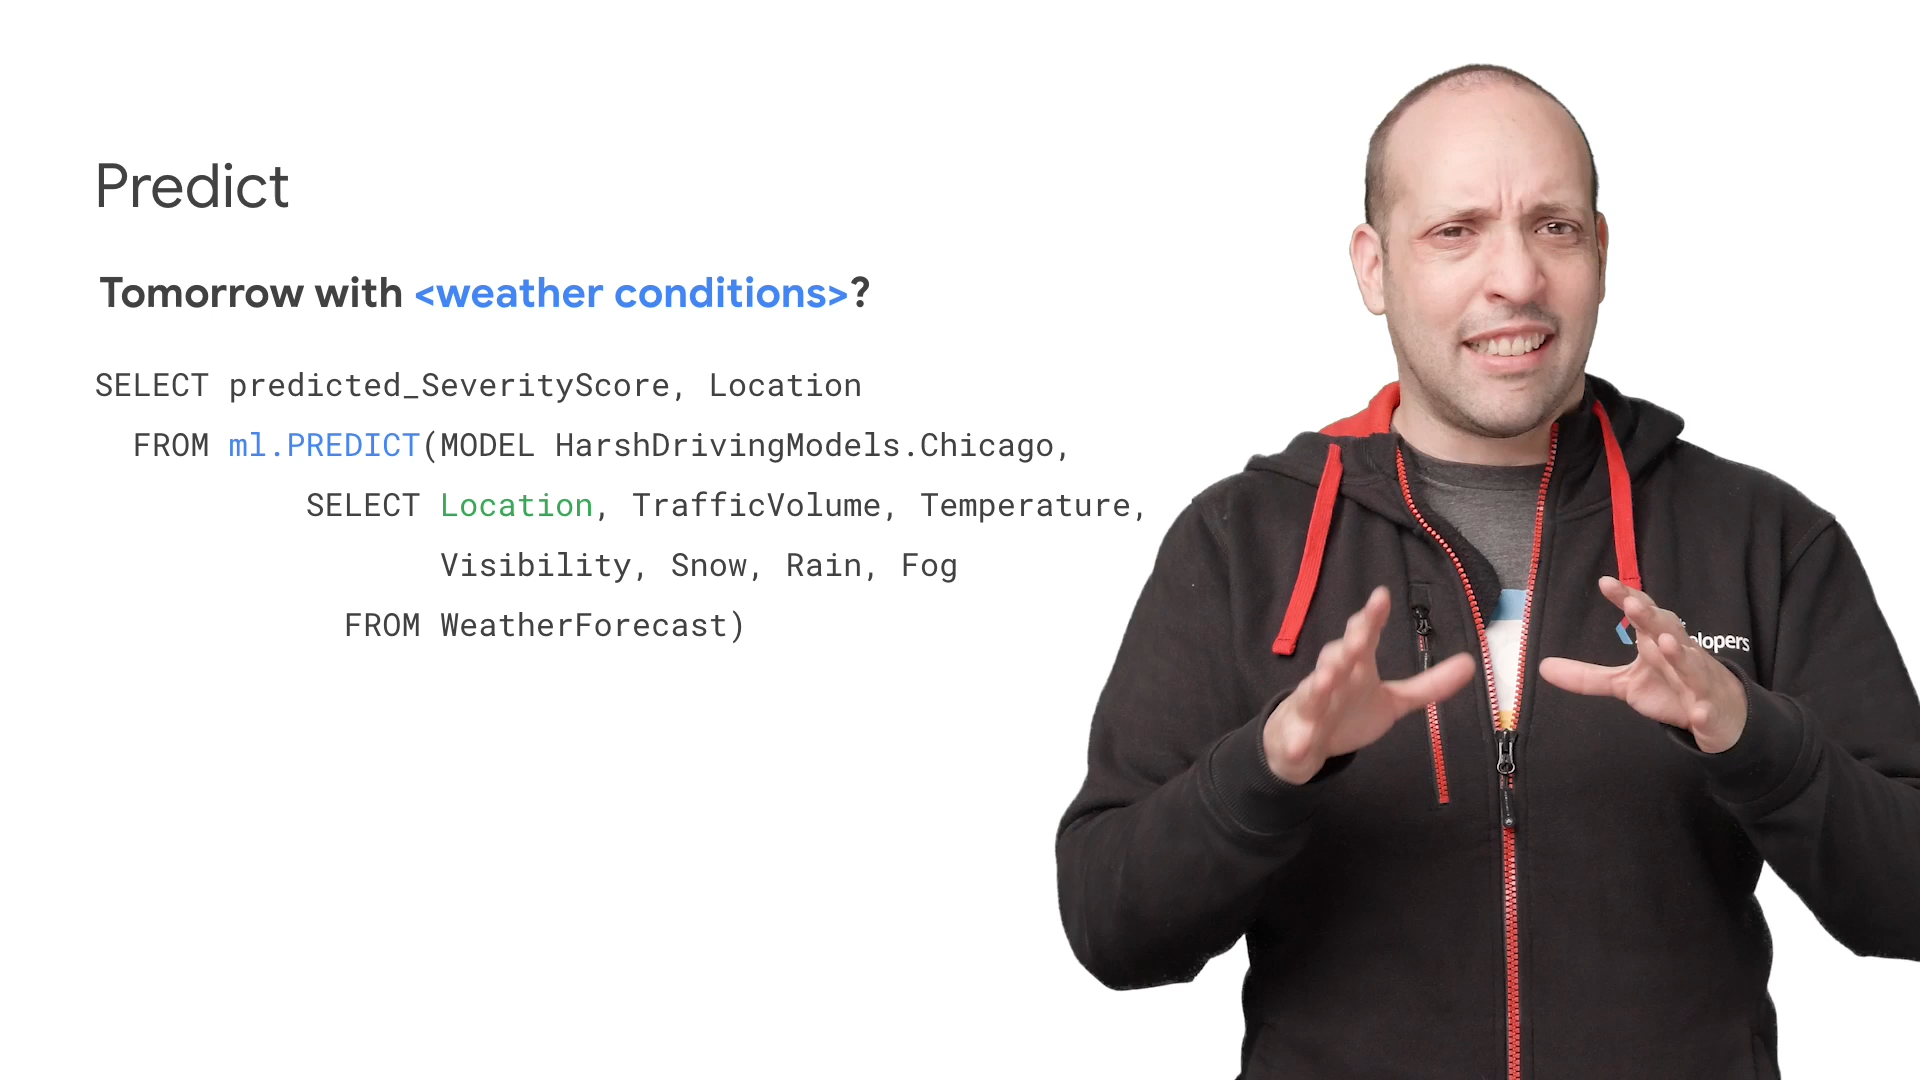 Predict
Tomorrow with <weather conditions>?
SELECT predicted_SeverityScore, Location
FROM ml.PREDICT(MODEL HarshDrivingModels.Chicago,
SELECT Location, TrafficVolume, Temperature,
Visibility, Snow, Rain, Fog
FROM WeatherForecast)